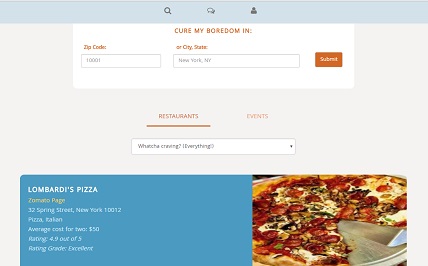 CURE MY BOREDOM IN:
Zip Code: or City, State:
10001 New York, NY Submit
RESTAURANTS EVENTS
Whatcha craving? (Everything!)
LOMBARDI'S PIZZA
Zomato Page
32 Spring Street, New York 10012
Pizza, Italian
Average cost for two: $50
Rating: 4.9 out of 5
Rating Grade: Excellent